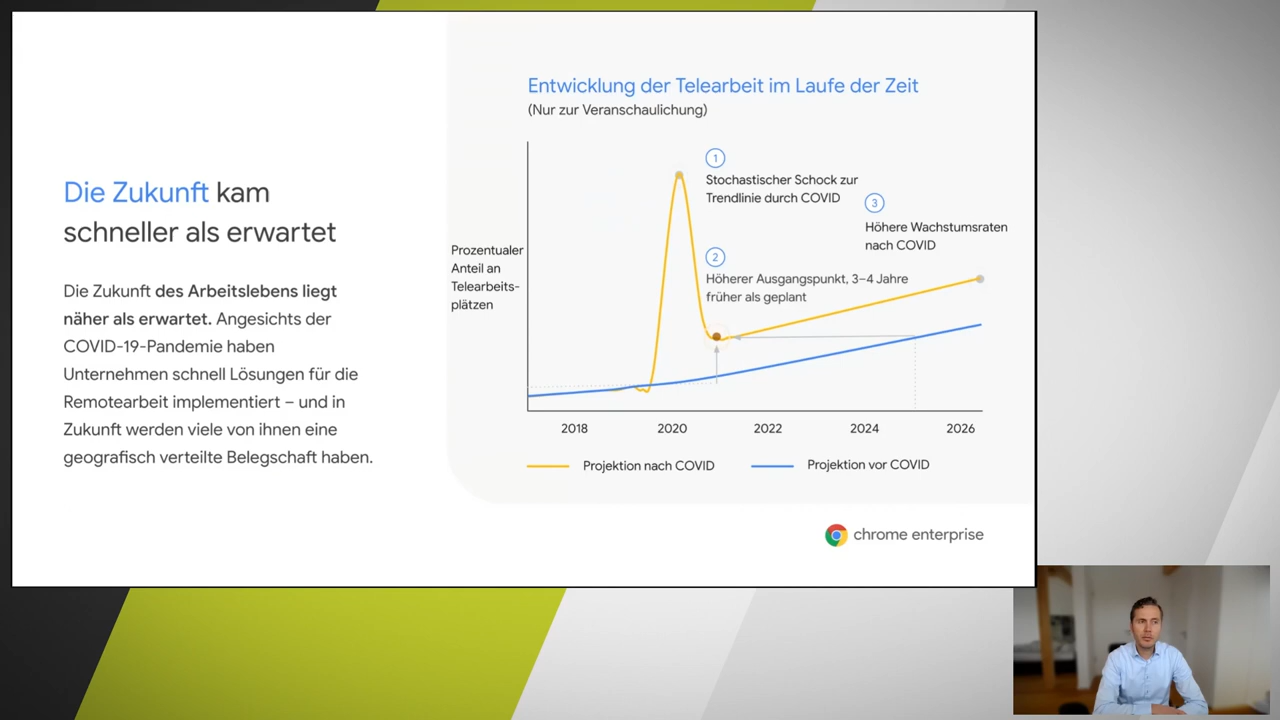 Die Zukunft kam
schneller als erwartet
Die Zukunft des Arbeitslebens liegt
näher als erwartet. Angesichts der
COVID-19-Pandemie haben
Unternehmen schnell Lösungen für die
Remotearbeit implementiert – und in
Zukunft werden viele von ihnen eine
geografisch verteilte Belegschaft haben.
Entwicklung der Telearbeit im Laufe der Zeit
(Nur zur Veranschaulichung)
Prozentualer
Anteil an
Telearbeits-
plätzen
1
Stochastischer Schock zur
Trendlinie durch COVID
2
Höherer Ausgangspunkt, 3–4 Jahre
früher als geplant
3
Höhere Wachstumsraten
nach COVID
2018 2020 2022 2024 2026
Projektion nach COVID Projektion vor COVID
chrome enterprise